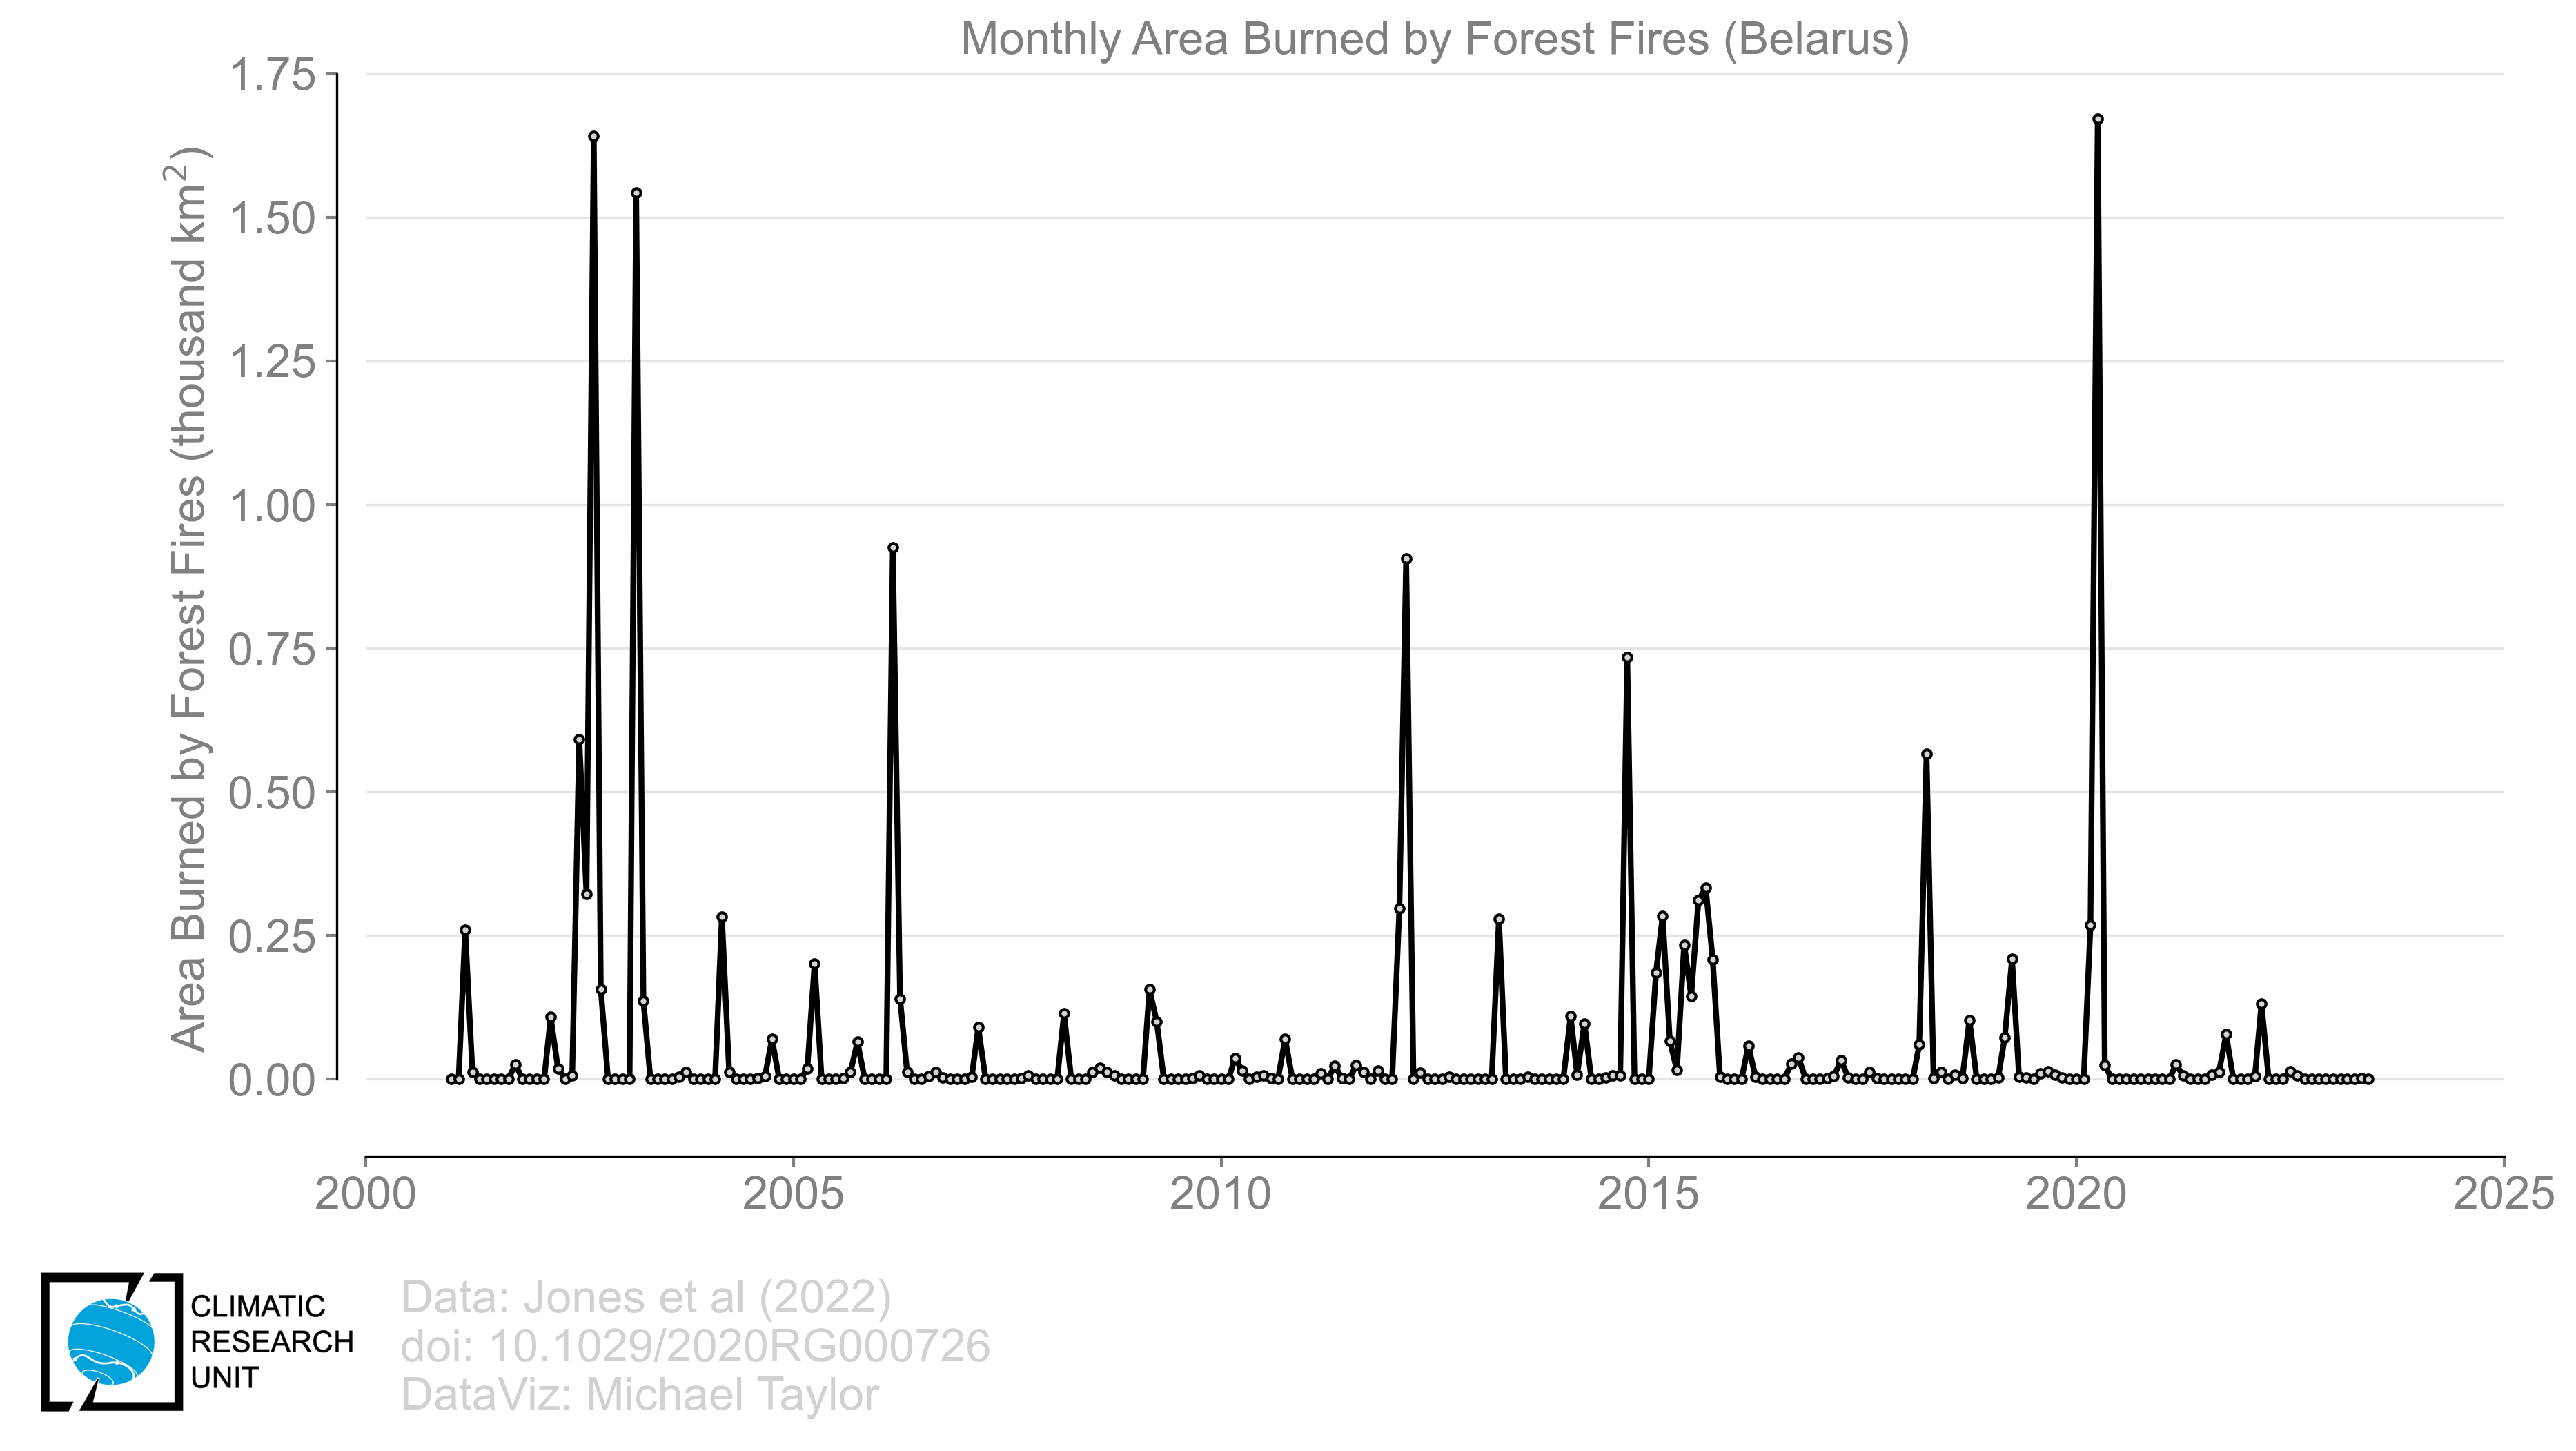 Monthly Area Burned by Forest Fires (Belarus)
Area Burned by Forest Fires (thousand km²)
1.75
1.50
1.25
1.00
0.75
0.50
0.25
0.00
2000 2005 2010 2015 2020 2025
CLIMATIC
RESEARCH
UNIT
Data: Jones et al (2022)
doi: 10.1029/2020RG000726
DataViz: Michael Taylor